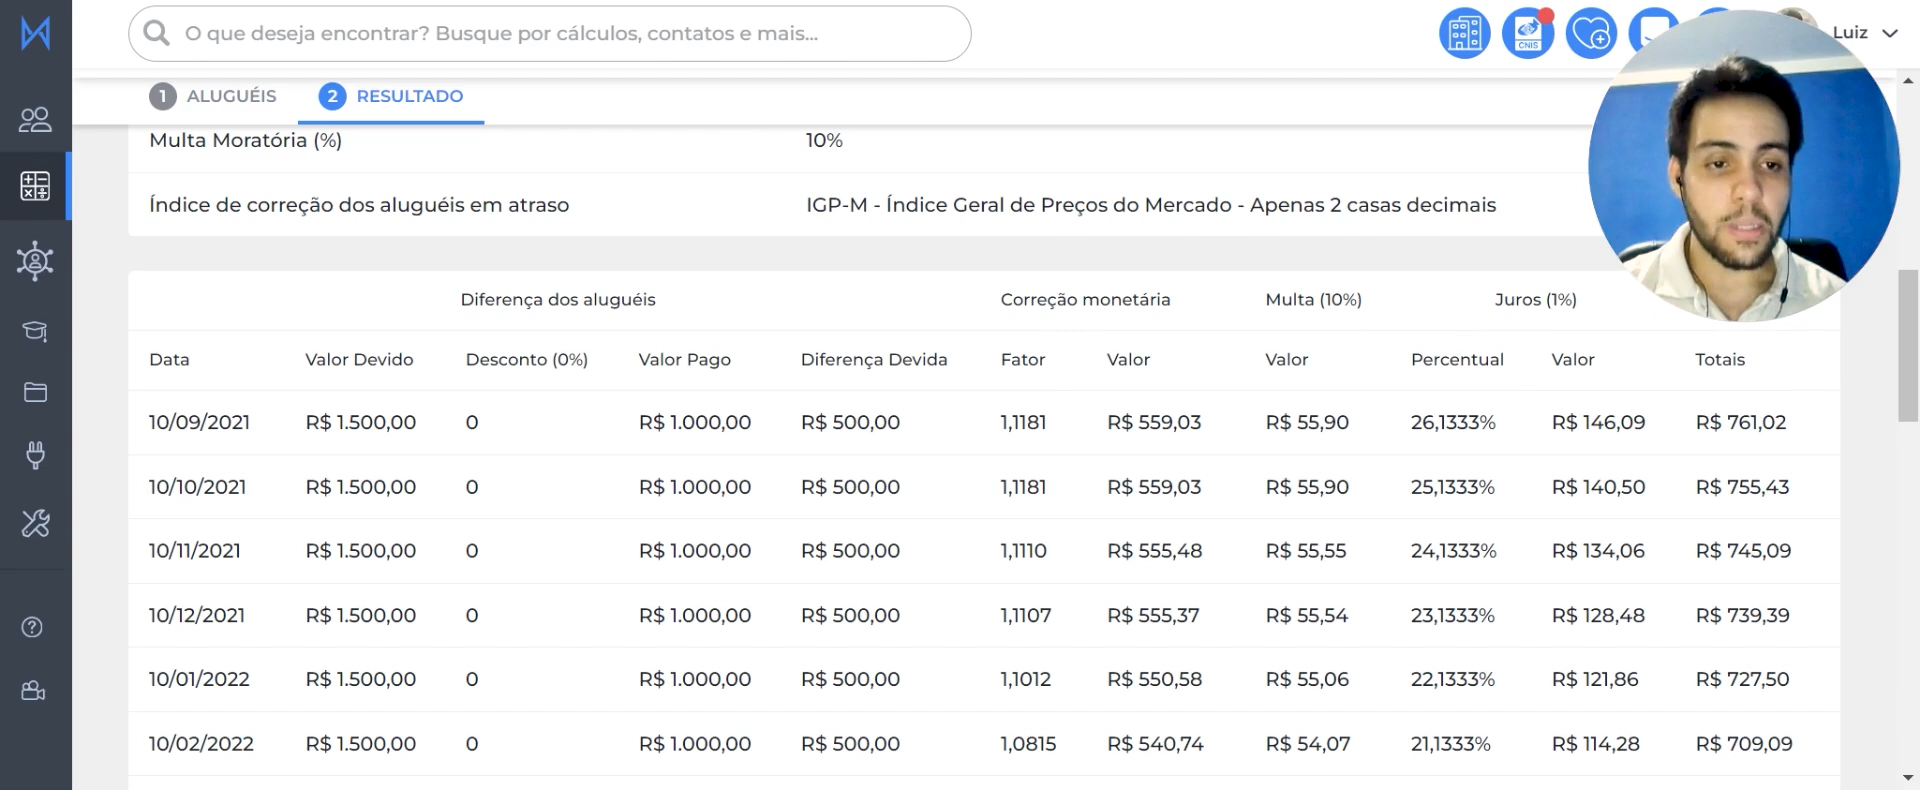 O que deseja encontrar? Busque por cálculos, contatos e mais...
CNIS
Luiz
1 ALUGUÉIS 2 RESULTADO
Multa Moratória (%) 10%
Índice de correção dos aluguéis em atraso IGP-M - Índice Geral de Preços do Mercado - Apenas 2 casas decimais
Diferença dos aluguéis Correção monetária Multa (10%) Juros (1%)
Data Valor Devido Desconto (0%) Valor Pago Diferença Devida Fator Valor Valor Percentual Valor Totais
10/09/2021 R$ 1.500,00 0 R$ 1.000,00 R$ 500,00 1,1181 R$ 559,03 R$ 55,90 26,1333% R$ 146,09 R$ 761,02
10/10/2021 R$ 1.500,00 0 R$ 1.000,00 R$ 500,00 1,1181 R$ 559,03 R$ 55,90 25,1333% R$ 140,50 R$ 755,43
10/11/2021 R$ 1.500,00 0 R$ 1.000,00 R$ 500,00 1,1110 R$ 555,48 R$ 55,55 24,1333% R$ 134,06 R$ 745,09
10/12/2021 R$ 1.500,00 0 R$ 1.000,00 R$ 500,00 1,1107 R$ 555,37 R$ 55,54 23,1333% R$ 128,48 R$ 739,39
10/01/2022 R$ 1.500,00 0 R$ 1.000,00 R$ 500,00 1,1012 R$ 550,58 R$ 55,06 22,1333% R$ 121,86 R$ 727,50
10/02/2022 R$ 1.500,00 0 R$ 1.000,00 R$ 500,00 1,0815 R$ 540,74 R$ 54,07 21,1333% R$ 114,28 R$ 709,09